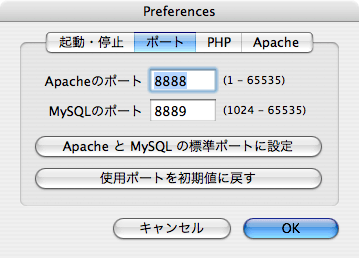 Preferences
起動・停止 ポート PHP Apache
Apacheのポート 8888 (1 – 65535)
MySQLのポート 8889 (1024 – 65535)
Apache と MySQL の標準ポートに設定
使用ポートを初期値に戻す
キャンセル OK